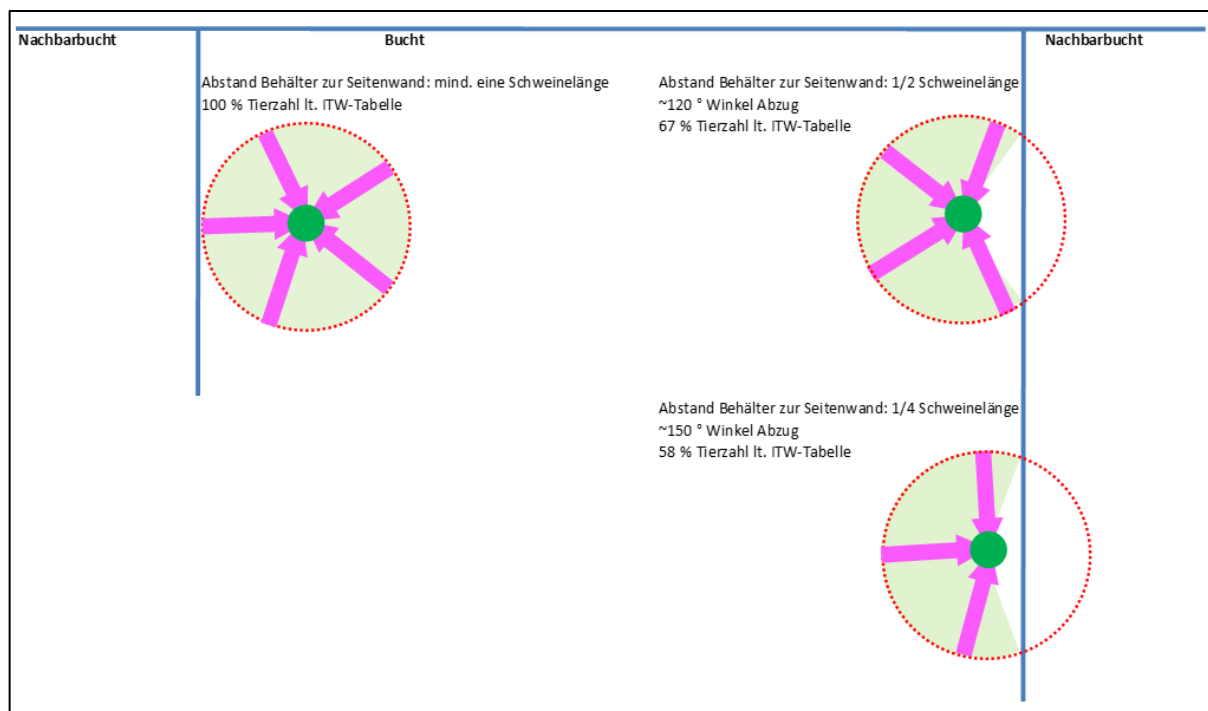 Nachbarbucht
Bucht
Nachbarbucht
Abstand Behälter zur Seitenwand: mind. eine Schweinelänge
100 % Tierzahl lt. ITW-Tabelle
Abstand Behälter zur Seitenwand: 1/2 Schweinelänge
~120 ° Winkel Abzug
67 % Tierzahl lt. ITW-Tabelle
Abstand Behälter zur Seitenwand: 1/4 Schweinelänge
~150 ° Winkel Abzug
58 % Tierzahl lt. ITW-Tabelle